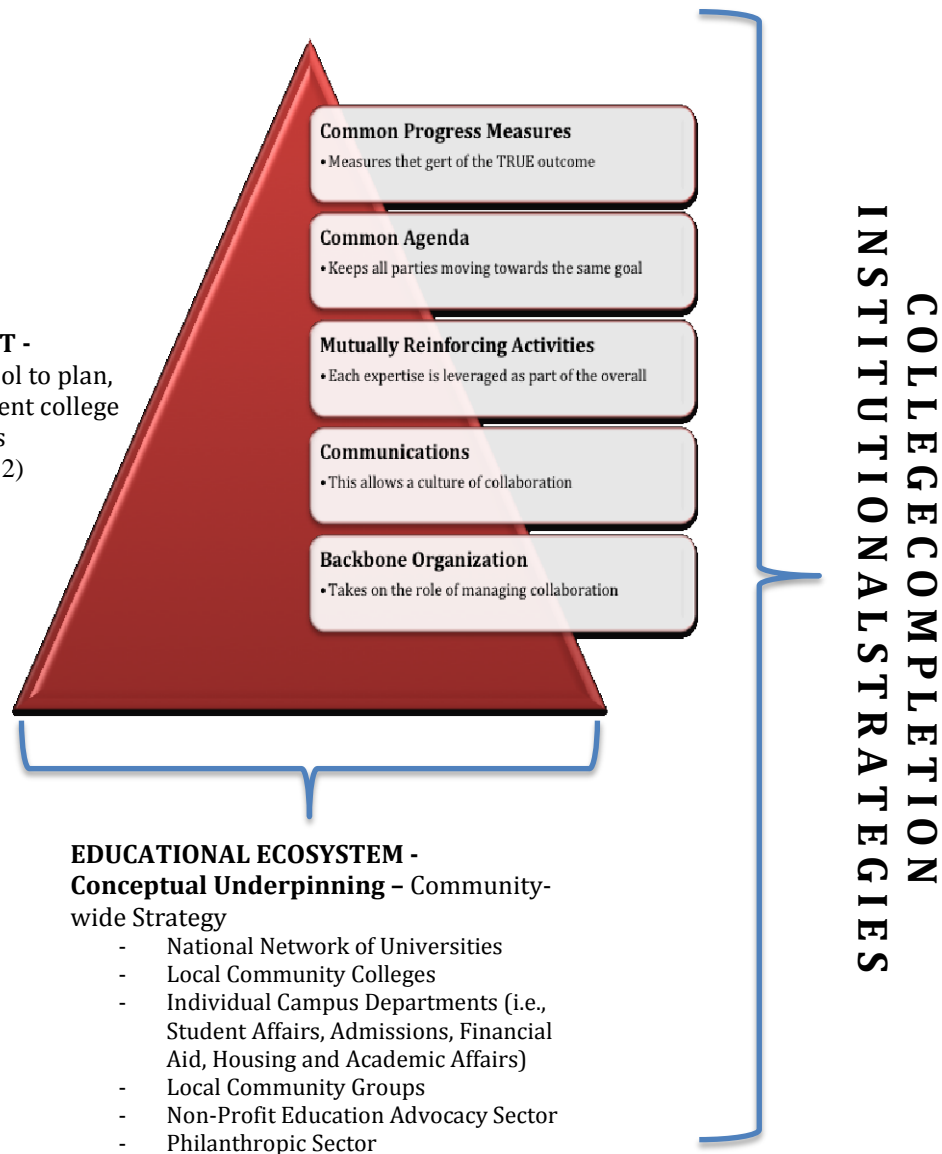 Common Progress Measures
•Measures thet gert of the TRUE outcome
Common Agenda
•Keeps all parties moving towards the same goal
Mutually Reinforcing Activities
•Each expertise is leveraged as part of the overall
Communications
•This allows a culture of collaboration
Backbone Organization
•Takes on the role of managing collaboration
T -
ol to plan,
ent college
s
2)
EDUCATIONAL ECOSYSTEM -
Conceptual Underpinning – Community-
wide Strategy
- National Network of Universities
- Local Community Colleges
- Individual Campus Departments (i.e.,
Student Affairs, Admissions, Financial
Aid, Housing and Academic Affairs)
- Local Community Groups
- Non-Profit Education Advocacy Sector
- Philanthropic Sector
COLLEGECOMPLETION
INSTITUTIONALSTRATEGIES